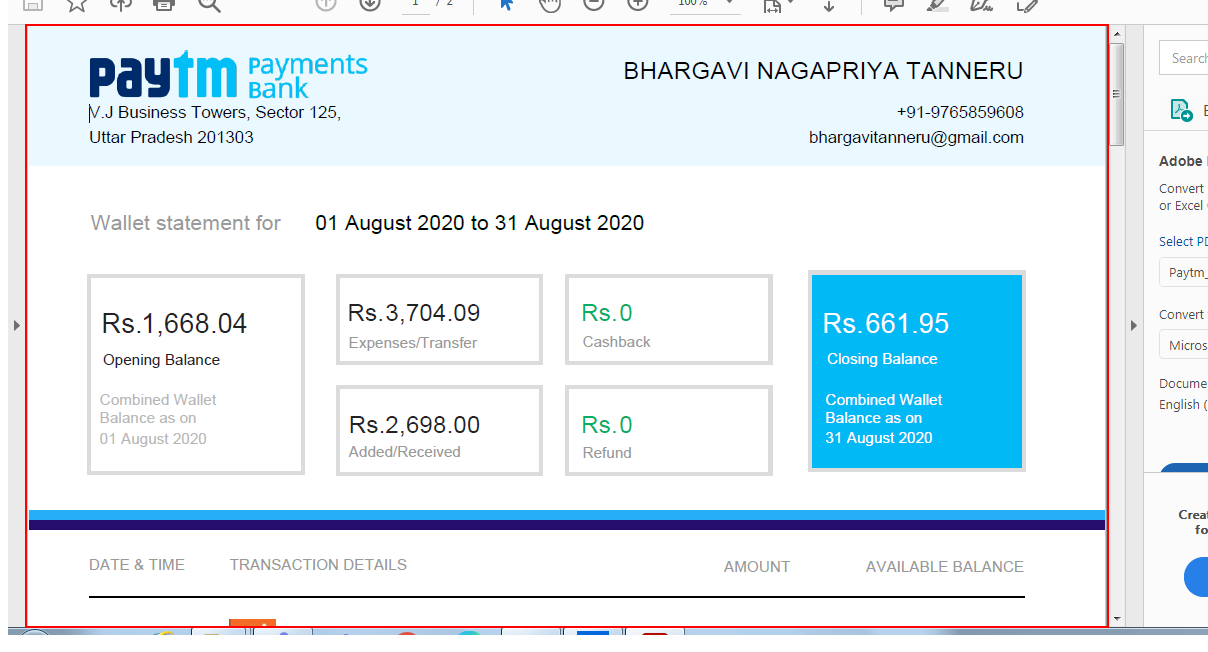 1 / 2
100%
paytm Payments Bank
BHARGAVI NAGAPRIYA TANNERU
V.J Business Towers, Sector 125,
+91-9765859608
Uttar Pradesh 201303
bhargavitanneru@gmail.com
Wallet statement for 01 August 2020 to 31 August 2020
Rs.1,668.04
Opening Balance
Combined Wallet
Balance as on
01 August 2020
Rs.3,704.09
Expenses/Transfer
Rs.0
Cashback
Rs.2,698.00
Added/Received
Rs.0
Refund
Rs.661.95
Closing Balance
Combined Wallet
Balance as on
31 August 2020
DATE & TIME TRANSACTION DETAILS AMOUNT AVAILABLE BALANCE
Search
Adobe
Convert
or Excel
Select PD
Paytm_
Convert
Micros
Docume
English (
Creat
fo